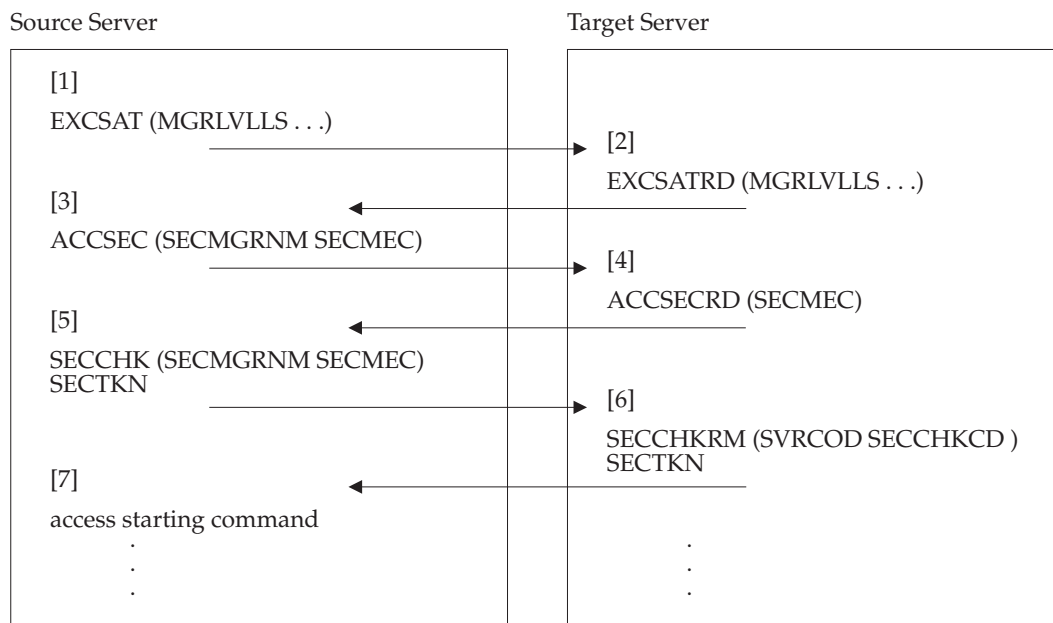 Source Server
Target Server
[1]
EXCSAT (MGRLVLLS . . .)
[2]
EXCSATRD (MGRLVLLS . . .)
[3]
ACCSEC (SECMGRNM SECMEC)
[4]
ACCSECRD (SECMEC)
[5]
SECCHK (SECMGRNM SECMEC)
SECTKN
[6]
SECCHKRM (SVRCOD SECCHKCD )
SECTKN
[7]
access starting command
. .
. .
. .